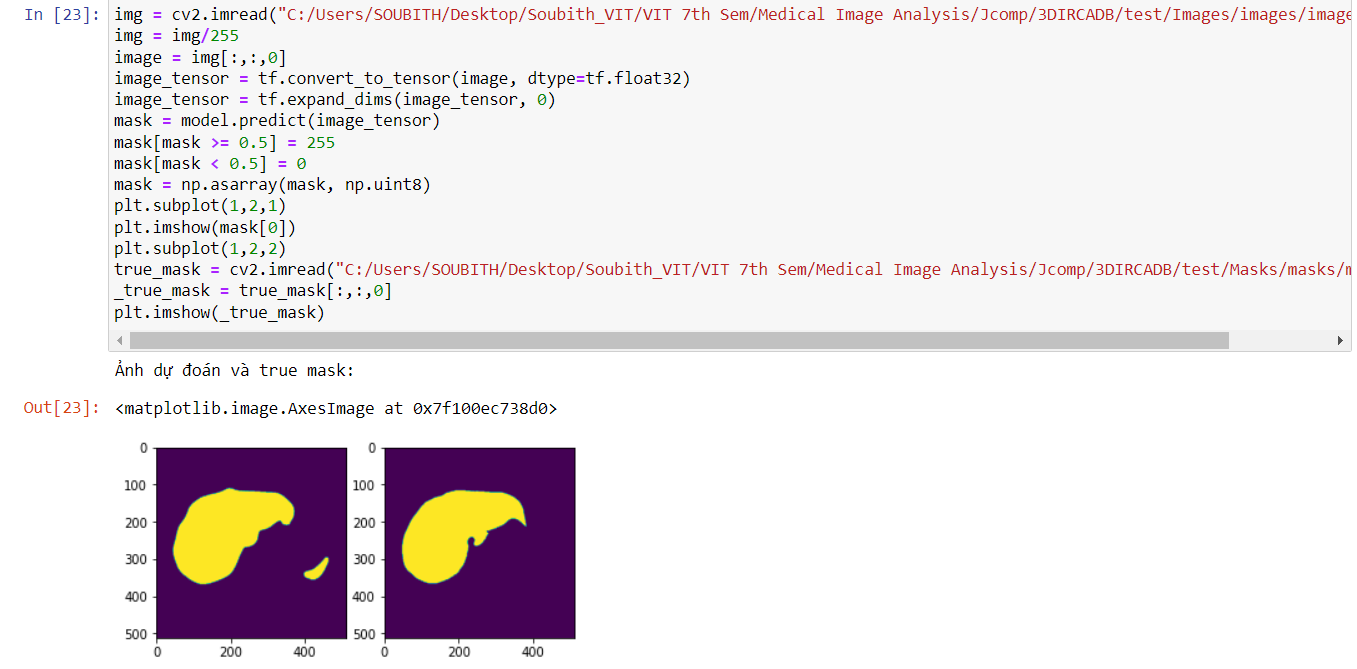 In [23]:
img = cv2.imread("C:/Users/SOUBITH/Desktop/Soubith_VIT/VIT 7th Sem/Medical Image Analysis/Jcomp/3DIRCADB/test/Images/images/image
img = img/255
image = img[:,:,0]
image_tensor = tf.convert_to_tensor(image, dtype=tf.float32)
image_tensor = tf.expand_dims(image_tensor, 0)
mask = model.predict(image_tensor)
mask[mask >= 0.5] = 255
mask[mask < 0.5] = 0
mask = np.asarray(mask, np.uint8)
plt.subplot(1,2,1)
plt.imshow(mask[0])
plt.subplot(1,2,2)
true_mask = cv2.imread("C:/Users/SOUBITH/Desktop/Soubith_VIT/VIT 7th Sem/Medical Image Analysis/Jcomp/3DIRCADB/test/Masks/masks/m
_true_mask = true_mask[:,:,0]
plt.imshow(_true_mask)
Ảnh dự đoán và true mask:
Out[23]:
<matplotlib.image.AxesImage at 0x7f100ec738d0>
0
100
200
300
400
500
0 200 400
0
100
200
300
400
500
0 200 400